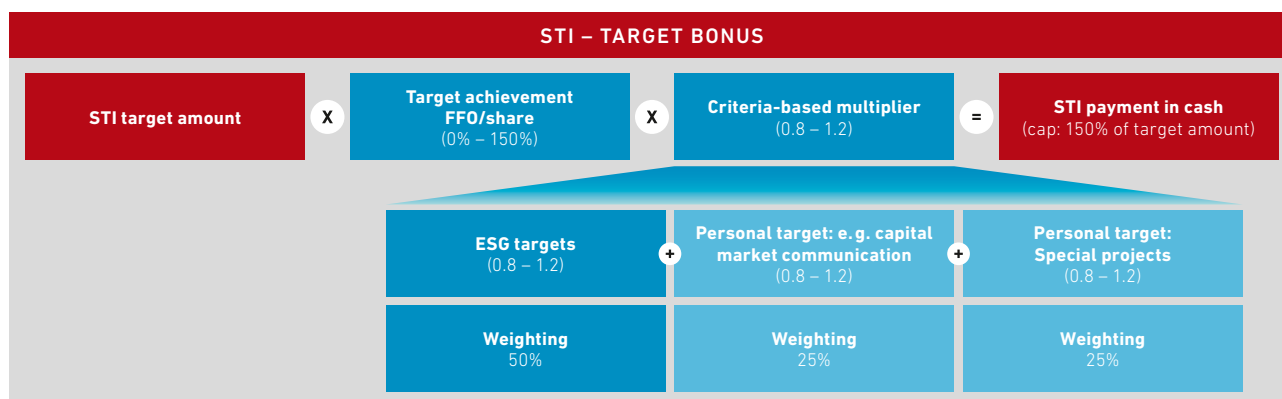 STI – TARGET BONUS
STI target amount
X
Target achievement
FFO/share
(0% – 150%)
X
Criteria-based multiplier
(0.8 – 1.2)
=
STI payment in cash
(cap: 150% of target amount)
ESG targets
(0.8 – 1.2)
+
Personal target: e. g. capital
market communication
(0.8 – 1.2)
+
Personal target:
Special projects
(0.8 – 1.2)
Weighting
50%
Weighting
25%
Weighting
25%